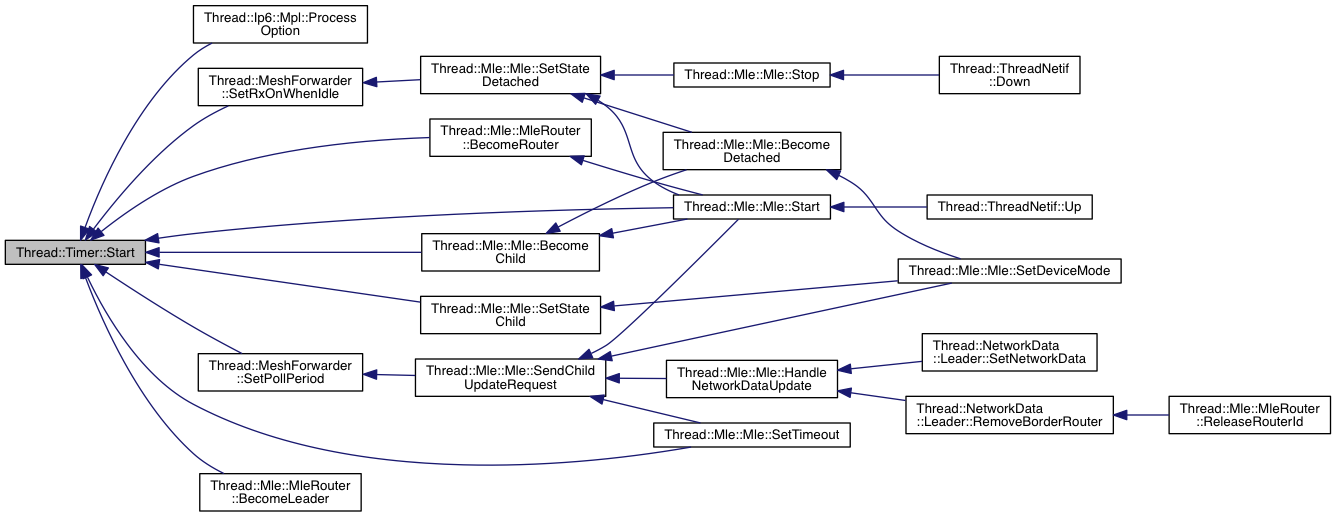 Thread::Ip6::Mpl::Process
Option
Thread::MeshForwarder
::SetRxOnWhenIdle
Thread::Mle::Mle::SetState
Detached
Thread::Mle::Mle::Stop
Thread::ThreadNetif
::Down
Thread::Mle::MleRouter
::BecomeRouter
Thread::Mle::Mle::Become
Detached
Thread::Mle::Mle::Start
Thread::ThreadNetif::Up
Thread::Timer::Start
Thread::Mle::Mle::Become
Child
Thread::Mle::Mle::SetDeviceMode
Thread::Mle::Mle::SetState
Child
Thread::MeshForwarder
::SetPollPeriod
Thread::Mle::Mle::SendChild
UpdateRequest
Thread::Mle::Mle::Handle
NetworkDataUpdate
Thread::NetworkData
::Leader::SetNetworkData
Thread::NetworkData
::Leader::RemoveBorderRouter
Thread::Mle::MleRouter
::ReleaseRouterId
Thread::Mle::Mle::SetTimeout
Thread::Mle::MleRouter
::BecomeLeader